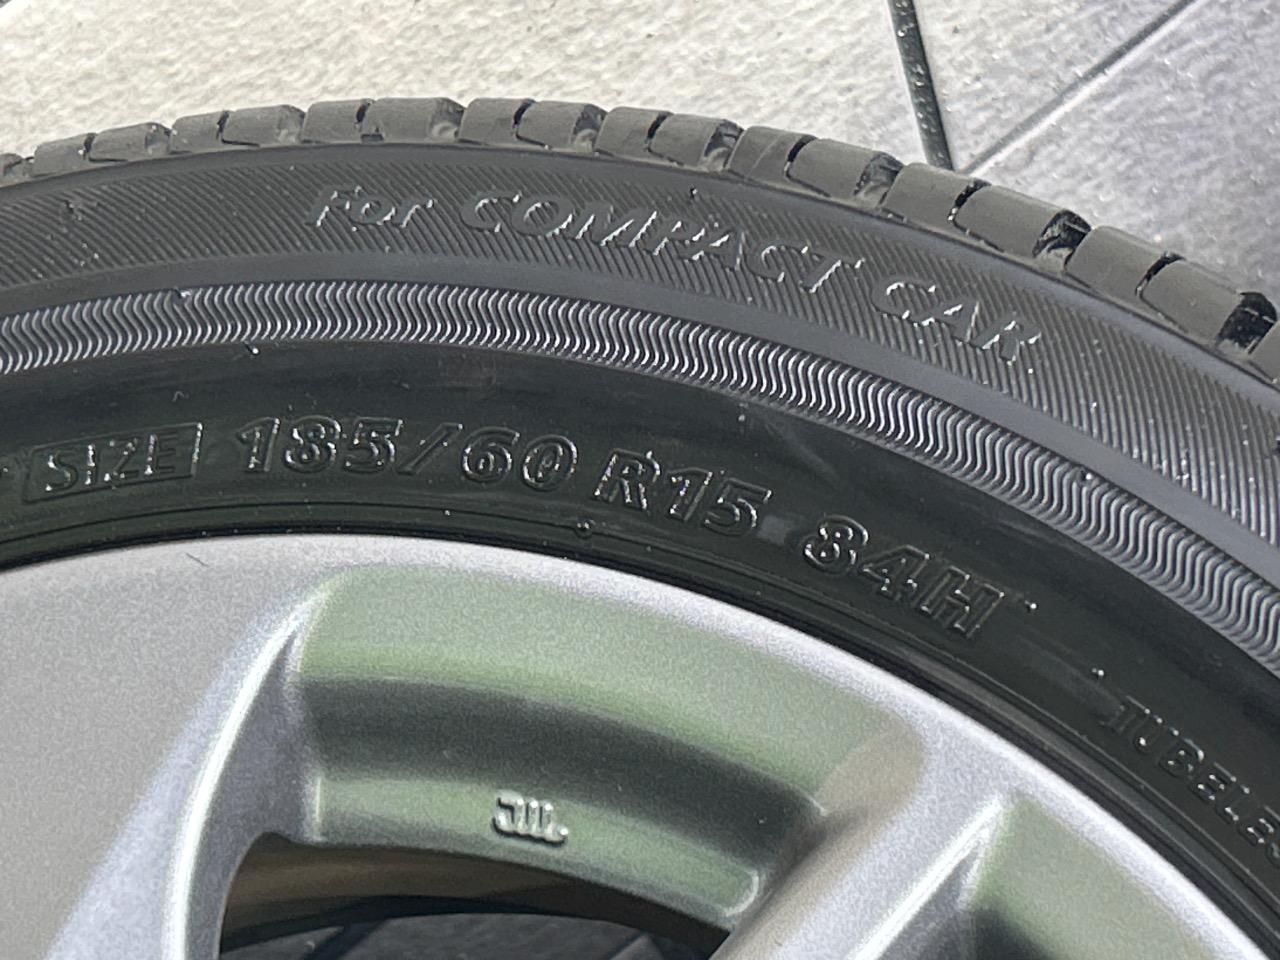 For COMPACT CAR
SIZE 185/60 R15 84H
JWL